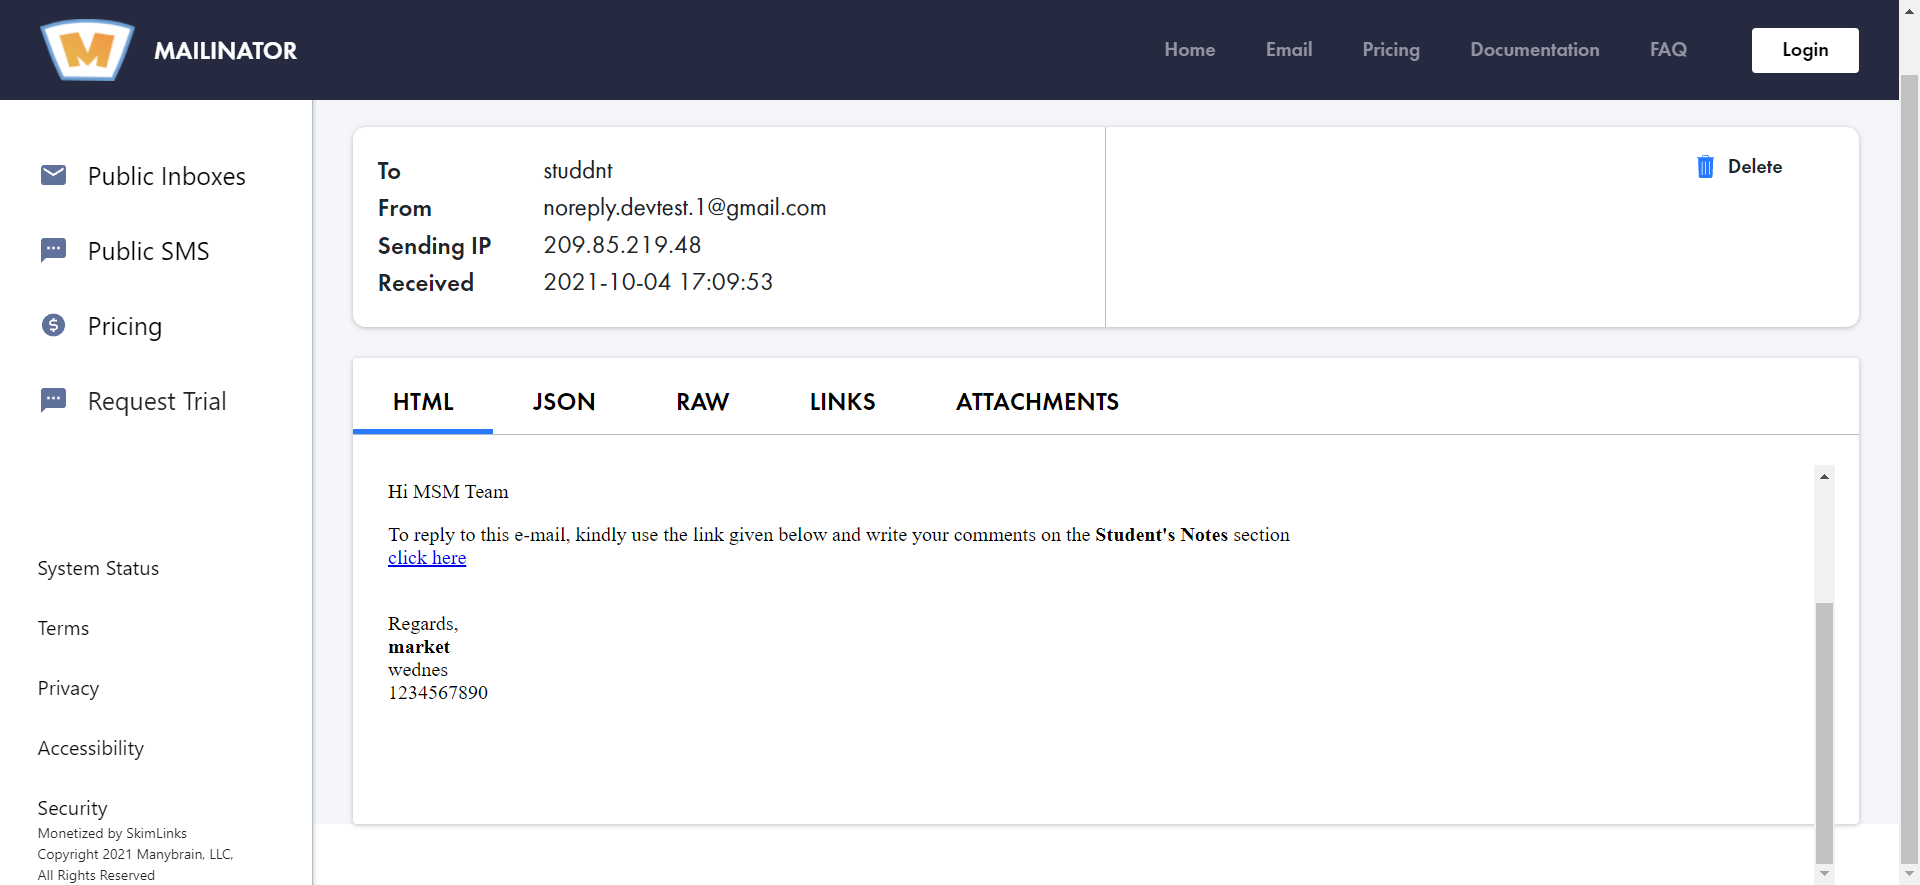 MAILINATOR
Home Email Pricing Documentation FAQ Login
Public Inboxes
Public SMS
Pricing
Request Trial
System Status
Terms
Privacy
Accessibility
Security
Monetized by SkimLinks
Copyright 2021 Manybrain, LLC,
All Rights Reserved
To studdnt
From noreply.devtest.1@gmail.com
Sending IP 209.85.219.48
Received 2021-10-04 17:09:53
Delete
HTML JSON RAW LINKS ATTACHMENTS
Hi MSM Team
To reply to this e-mail, kindly use the link given below and write your comments on the Student's Notes section
click here
Regards,
market
wednes
1234567890